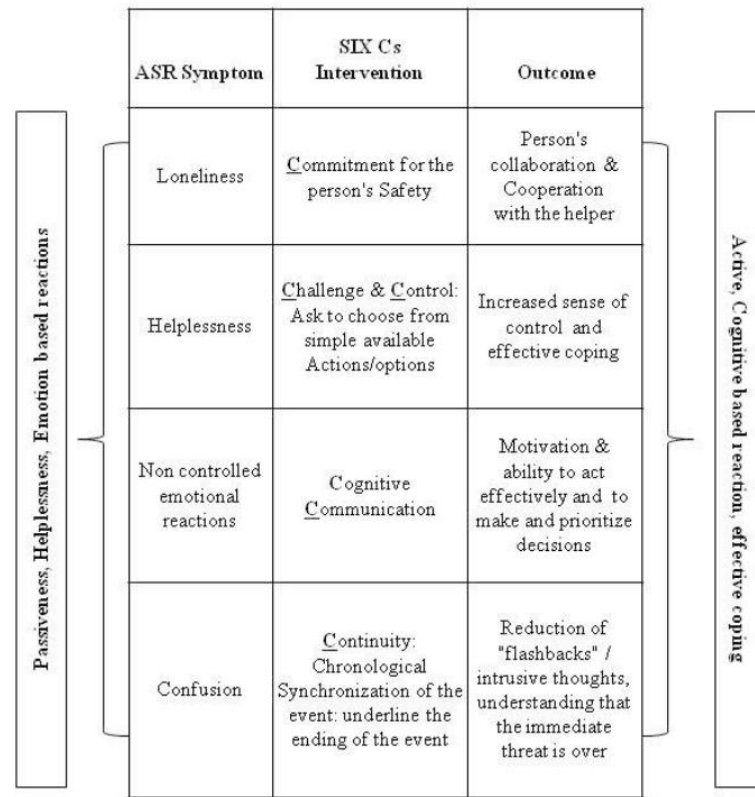 ASR Symptom
SIX Cs
Intervention
Outcome
Passiveness, Helplessness, Emotion based reactions
Loneliness
Commitment for the
person's Safety
Person's
collaboration &
Cooperation
with the helper
Helplessness
Challenge & Control:
Ask to choose from
simple available
Actions/options
Increased sense of
control and
effective coping
Non controlled
emotional
reactions
Cognitive
Communication
Motivation &
ability to act
effectively and to
make and prioritize
decisions
Confusion
Continuity:
Chronological
Synchronization of the
event: underline the
ending of the event
Reduction of
"flashbacks" /
intrusive thoughts,
understanding that
the immediate
threat is over
Active, Cognitive based reaction, effective coping